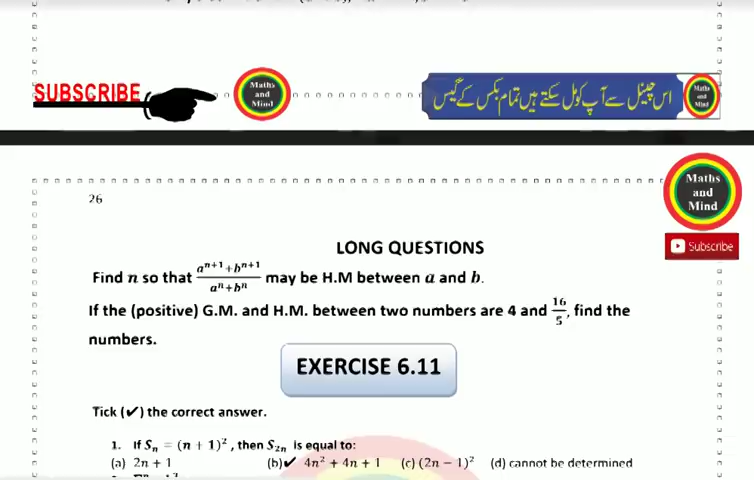 SUBSCRIBE
Maths
and
Mind
اس چینل سے آپ کو مل سکتے ہیں تمام بکس کے گیس
Maths
and
Mind
Maths
and
Mind
Subscribe
26
LONG QUESTIONS
Find n so that \frac{a^{n+1}+b^{n+1}}{a^n+b^n} may be H.M between a and b.
If the (positive) G.M. and H.M. between two numbers are 4 and \frac{16}{5}, find the
numbers.
EXERCISE 6.11
Tick (✔) the correct answer.
1. If Sₙ = (n + 1)², then S₂ₙ is equal to:
(a) 2n + 1 (b)✔ 4n² + 4n + 1 (c) (2n − 1)² (d) cannot be determined